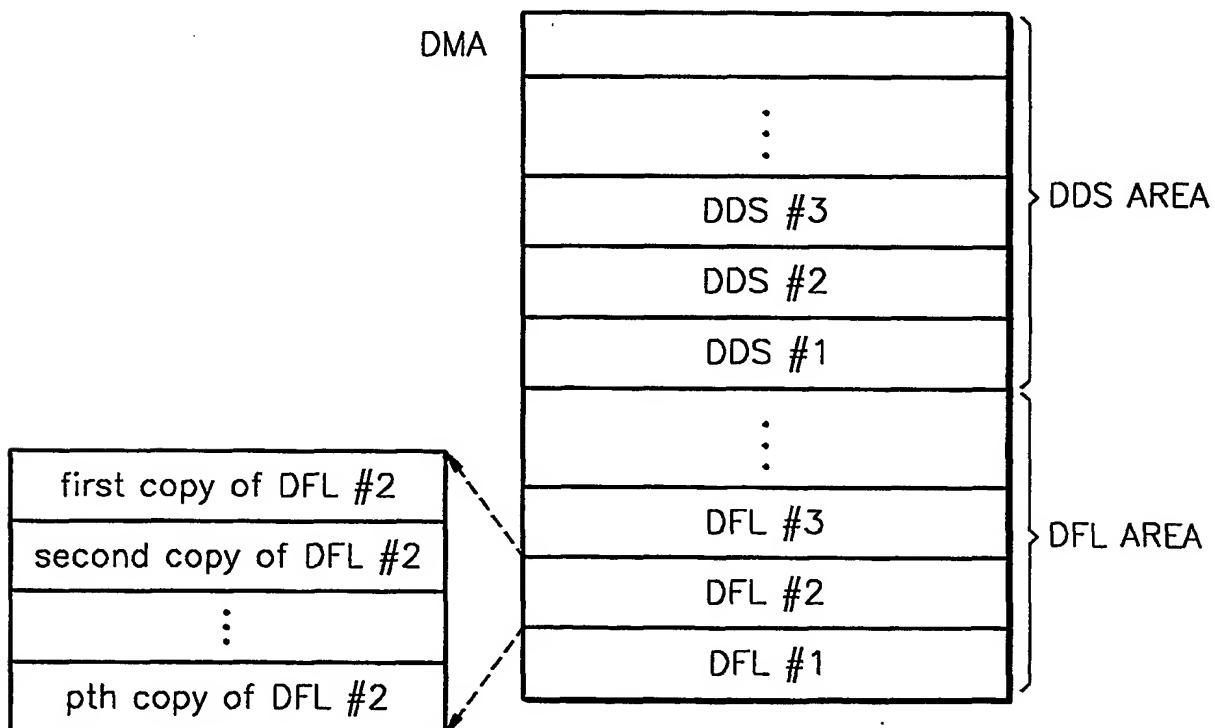 DMA
⋮
DDS #3
DDS #2
DDS #1
DDS AREA
⋮
DFL #3
DFL #2
DFL #1
DFL AREA
first copy of DFL #2
second copy of DFL #2
⋮
pth copy of DFL #2